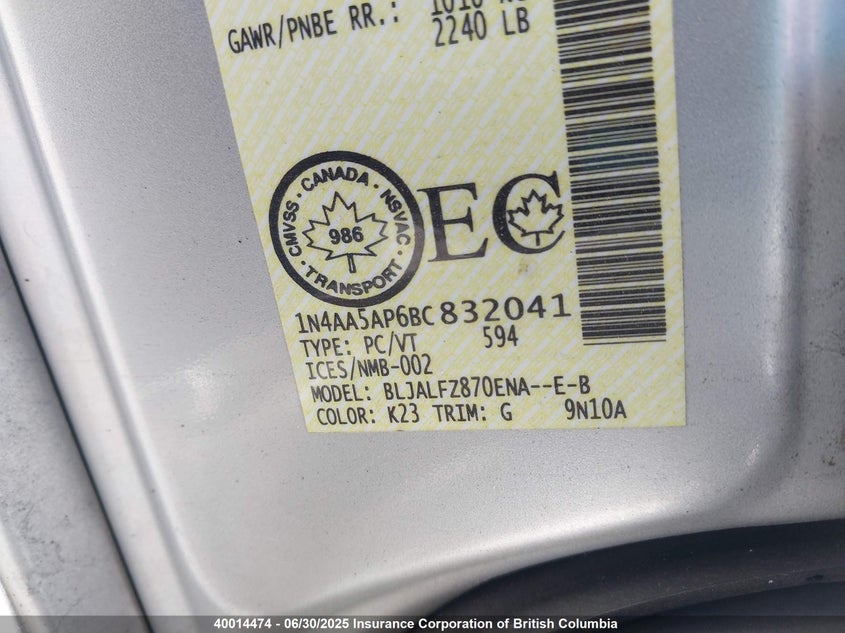 GAWR/PNBE RR.:
2240 LB
CMVSS · CANADA · NSVAC · TRANSPORT ·
986
EC
1N4AA5AP6BC832041
TYPE: PC/VT 594
ICES/NMB-002
MODEL: BLJALFZ870ENA--E-B
COLOR: K23 TRIM: G 9N10A
40014474 - 06/30/2025 Insurance Corporation of British Columbia